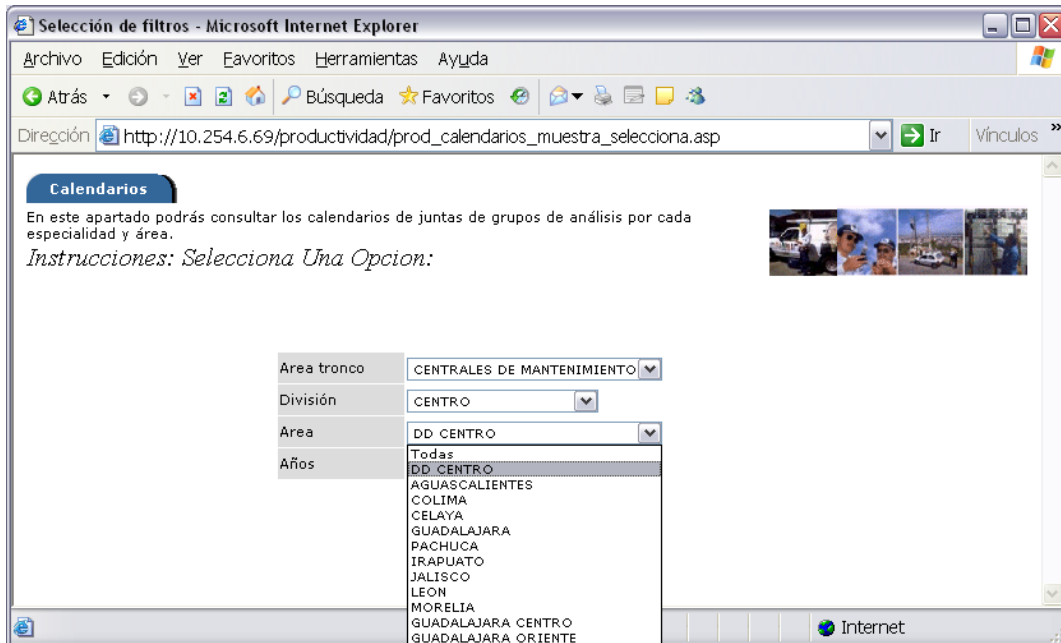 Selección de filtros - Microsoft Internet Explorer
Archivo Edición Ver Favoritos Herramientas Ayuda
Atrás Búsqueda Favoritos
Dirección http://10.254.6.69/productividad/prod_calendarios_muestra_selecciona.asp Ir Vínculos »
Calendarios
En este apartado podrás consultar los calendarios de juntas de grupos de análisis por cada
especialidad y área.
Instrucciones: Selecciona Una Opcion:
Area tronco CENTRALES DE MANTENIMIENTO
División CENTRO
Area DD CENTRO
Años
Todas
DD CENTRO
AGUASCALIENTES
COLIMA
CELAYA
GUADALAJARA
PACHUCA
IRAPUATO
JALISCO
LEON
MORELIA
GUADALAJARA CENTRO
GUADALAJARA ORIENTE
Internet